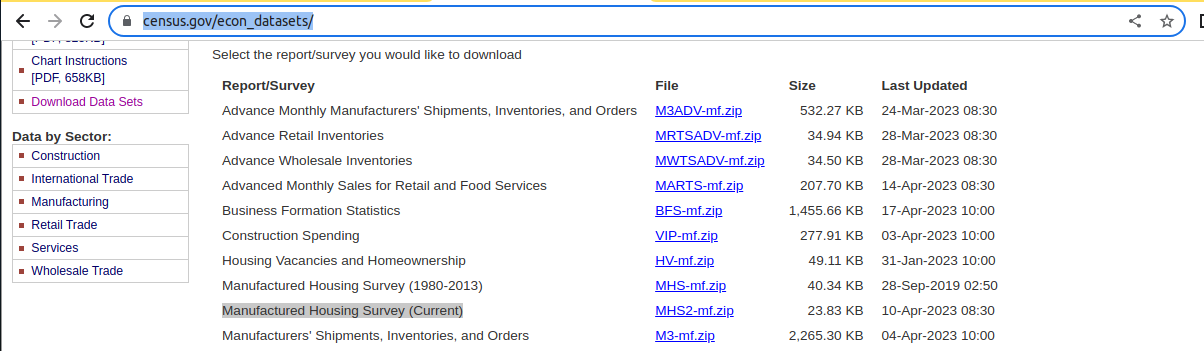 census.gov/econ_datasets/
Chart Instructions
[PDF, 658KB]
Download Data Sets
Data by Sector:
Construction
International Trade
Manufacturing
Retail Trade
Services
Wholesale Trade
Select the report/survey you would like to download
Report/Survey File Size Last Updated
Advance Monthly Manufacturers' Shipments, Inventories, and Orders M3ADV-mf.zip 532.27 KB 24-Mar-2023 08:30
Advance Retail Inventories MRTSADV-mf.zip 34.94 KB 28-Mar-2023 08:30
Advance Wholesale Inventories MWTSADV-mf.zip 34.50 KB 28-Mar-2023 08:30
Advanced Monthly Sales for Retail and Food Services MARTS-mf.zip 207.70 KB 14-Apr-2023 08:30
Business Formation Statistics BFS-mf.zip 1,455.66 KB 17-Apr-2023 10:00
Construction Spending VIP-mf.zip 277.91 KB 03-Apr-2023 10:00
Housing Vacancies and Homeownership HV-mf.zip 49.11 KB 31-Jan-2023 10:00
Manufactured Housing Survey (1980-2013) MHS-mf.zip 40.34 KB 28-Sep-2019 02:50
Manufactured Housing Survey (Current) MHS2-mf.zip 23.83 KB 10-Apr-2023 08:30
Manufacturers' Shipments, Inventories, and Orders M3-mf.zip 2,265.30 KB 04-Apr-2023 10:00